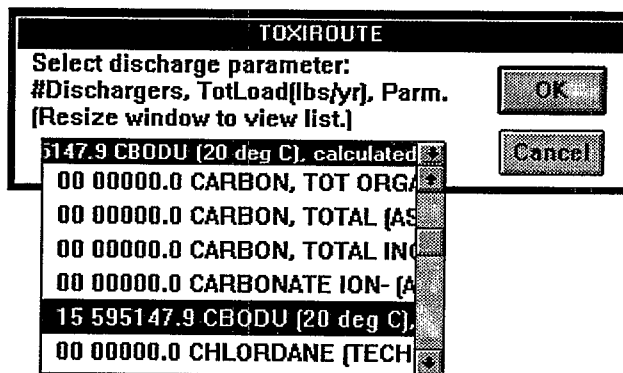 TOXIROUTE
Select discharge parameter:
#Dischargers, TotLoad(lbs/yr), Parm.
(Resize window to view list.)
OK
Cancel
5147.9 CBODU (20 deg C), calculated
00 00000.0 CARBON, TOT ORGA
00 00000.0 CARBON, TOTAL (AS
00 00000.0 CARBON, TOTAL INO
00 00000.0 CARBONATE ION- (A
15 595147.9 CBODU (20 deg C),
00 00000.0 CHLORDANE (TECH